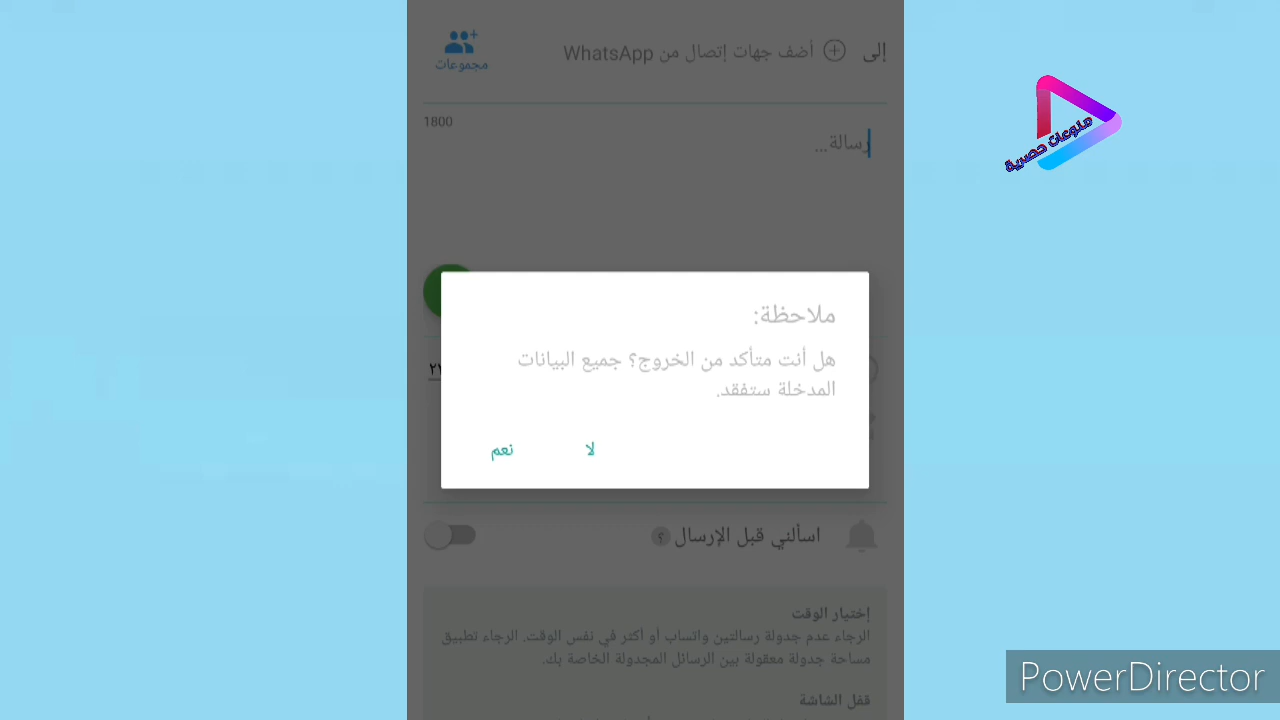 إلى
أضف جهات إتصال من WhatsApp
مجموعات
1800
رسالة...
ملاحظة:
هل أنت متأكد من الخروج؟ جميع البيانات
المدخلة ستفقد.
لا
نعم
اسألني قبل الإرسال ؟
إختيار الوقت
الرجاء عدم جدولة رسالتين واتساب أو أكثر في نفس الوقت. الرجاء تطبيق
مساحة جدولة معقولة بين الرسائل المجدولة الخاصة بك.
قفل الشاشة
منوعات حصرية
PowerDirector